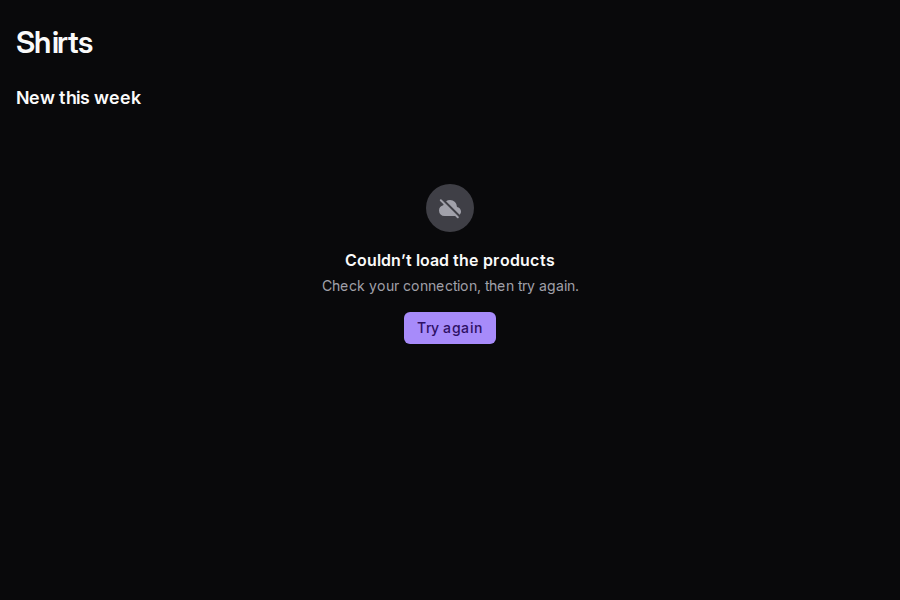 Shirts
New this week
Couldn’t load the products
Check your connection, then try again.
Try again